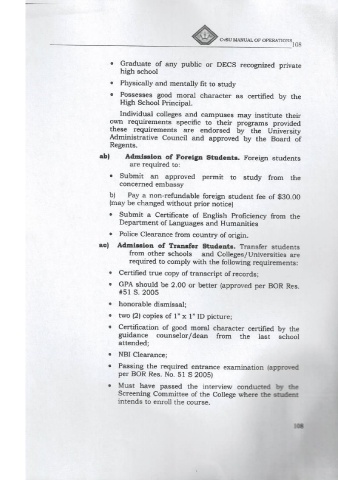 CvSU MANUAL OF OPERATIONS
108
• Graduate of any public or DECS recognized private
high school
• Physically and mentally fit to study
• Possesses good moral character as certified by the
High School Principal.
Individual colleges and campuses may institute their
own requirements specific to their programs provided
these requirements are endorsed by the University
Administrative Council and approved by the Board of
Regents.
ab) Admission of Foreign Students. Foreign students
are required to:
• Submit an approved permit to study from the
concerned embassy
b) Pay a non-refundable foreign student fee of $30.00
(may be changed without prior notice)
• Submit a Certificate of English Proficiency from the
Department of Languages and Humanities
• Police Clearance from country of origin.
ac) Admission of Transfer Students. Transfer students
from other schools and Colleges/Universities are
required to comply with the following requirements:
• Certified true copy of transcript of records;
• GPA should be 2.00 or better (approved per BOR Res.
#51 S. 2005
• honorable dismissal;
• two (2) copies of 1" x 1" ID picture;
• Certification of good moral character certified by the
guidance counselor/dean from the last school
attended;
• NBI Clearance;
• Passing the required entrance examination (approved
per BOR Res. No. 51 S 2005)
• Must have passed the interview conducted by the
Screening Committee of the College where the student
intends to enroll the course.
108